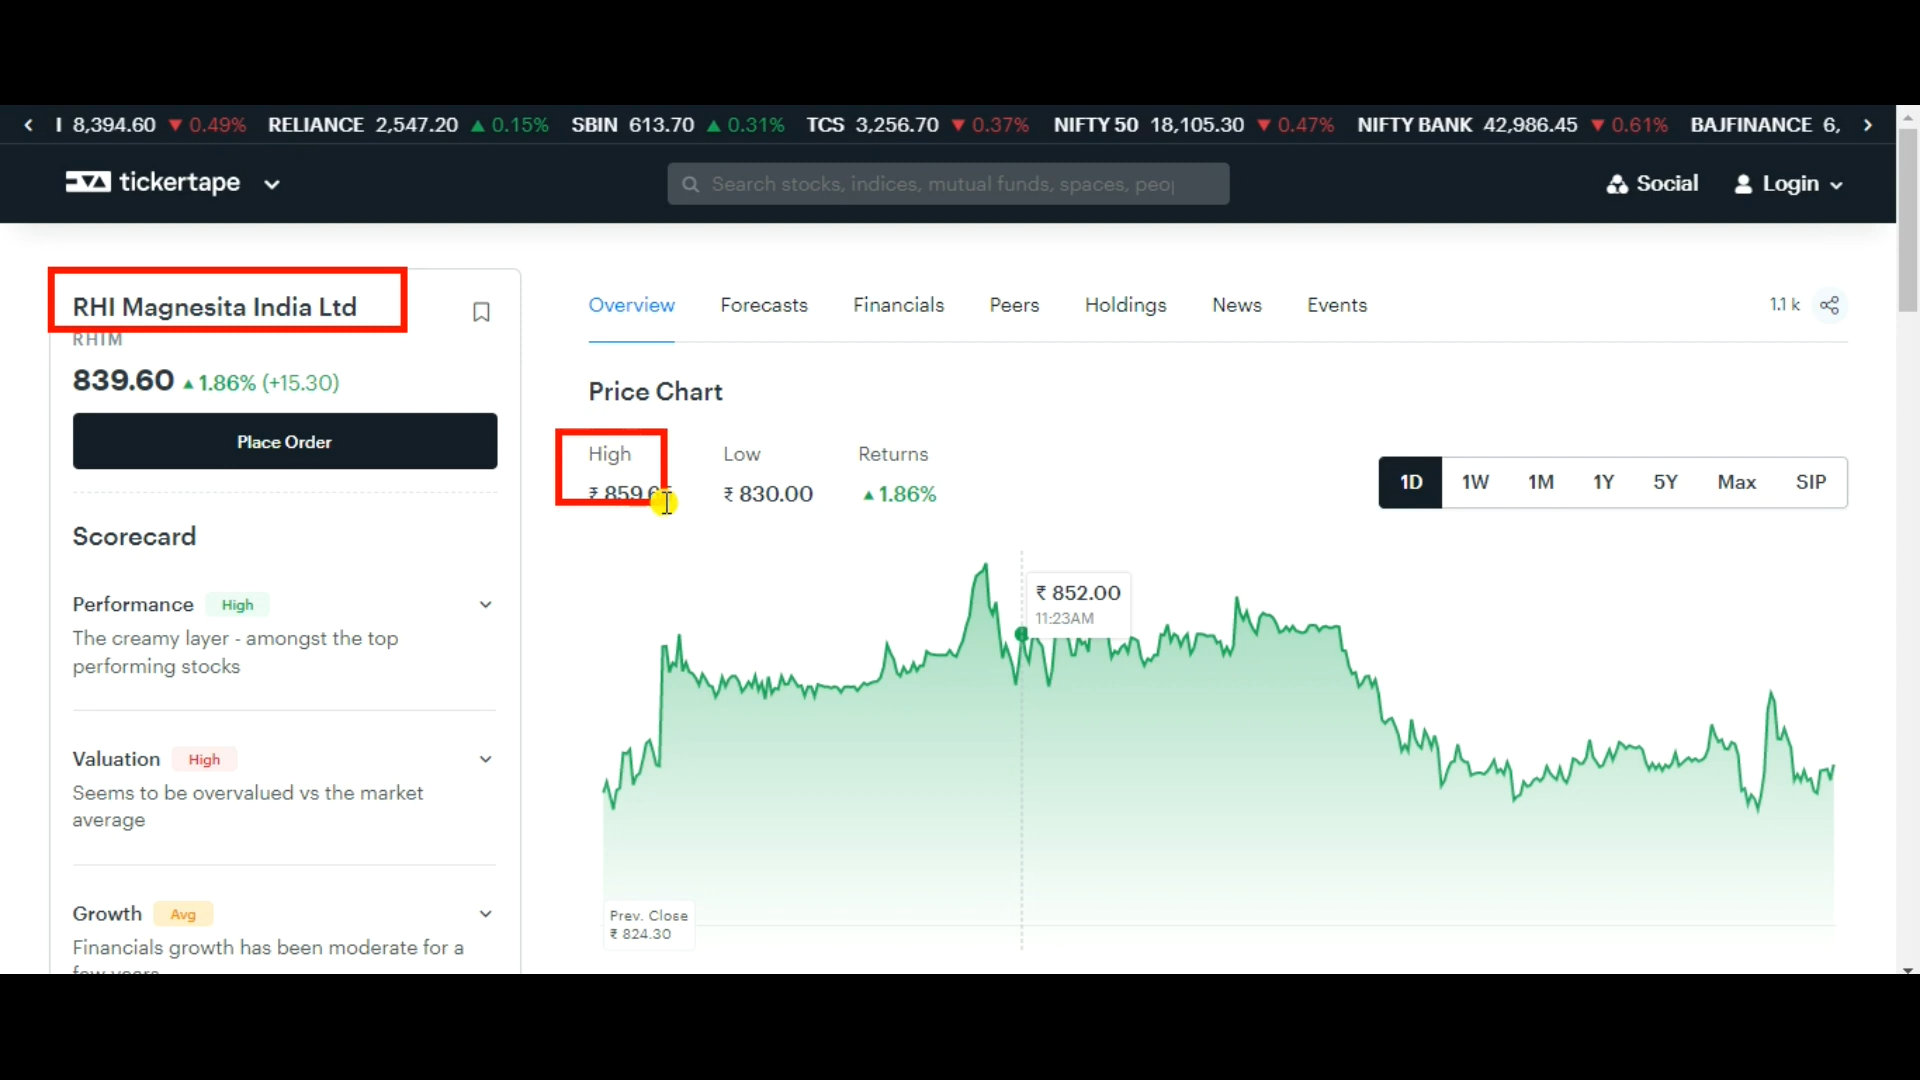 I 8,394.60 ▼ 0.49% RELIANCE 2,547.20 ▲ 0.15% SBIN 613.70 ▲ 0.31% TCS 3,256.70 ▼ 0.37% NIFTY 50 18,105.30 ▼ 0.47% NIFTY BANK 42,986.45 ▼ 0.61% BAJFINANCE 6,
tickertape
Search stocks, indices, mutual funds, spaces, peo
Social
Login
RHI Magnesita India Ltd
RHIM
839.60 ▲ 1.86% (+15.30)
Place Order
Scorecard
Performance High
The creamy layer - amongst the top
performing stocks
Valuation High
Seems to be overvalued vs the market
average
Growth Avg
Financials growth has been moderate for a
few years
Overview Forecasts Financials Peers Holdings News Events
1.1 k
Price Chart
High Low Returns
₹ 830.00 ▲ 1.86%
1D 1W 1M 1Y 5Y Max SIP
₹ 852.00
11:23AM
Prev. Close
₹ 824.30